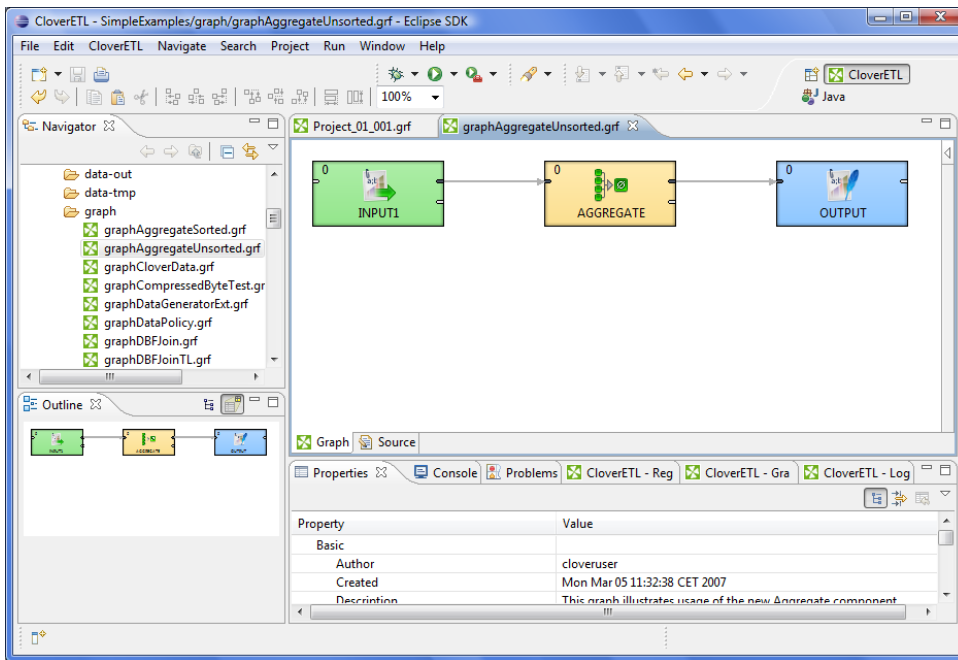 CloverETL - SimpleExamples/graph/graphAggregateUnsorted.grf - Eclipse SDK
File Edit CloverETL Navigate Search Project Run Window Help
CloverETL
100%
Java
Navigator
Project_01_001.grf graphAggregateUnsorted.grf
data-out
data-tmp
graph
graphAggregateSorted.grf
graphAggregateUnsorted.grf
graphCloverData.grf
graphCompressedByteTest.gr
graphDataGeneratorExt.grf
graphDataPolicy.grf
graphDBFJoin.grf
graphDBFJoinTL.grf
0 0 0
INPUT1 AGGREGATE OUTPUT
Outline
Graph Source
Properties Console Problems CloverETL - Reg CloverETL - Gra CloverETL - Log
Property Value
Basic
Author cloveruser
Created Mon Mar 05 11:32:38 CET 2007
Description This graph illustrates usage of the new Aggregate component